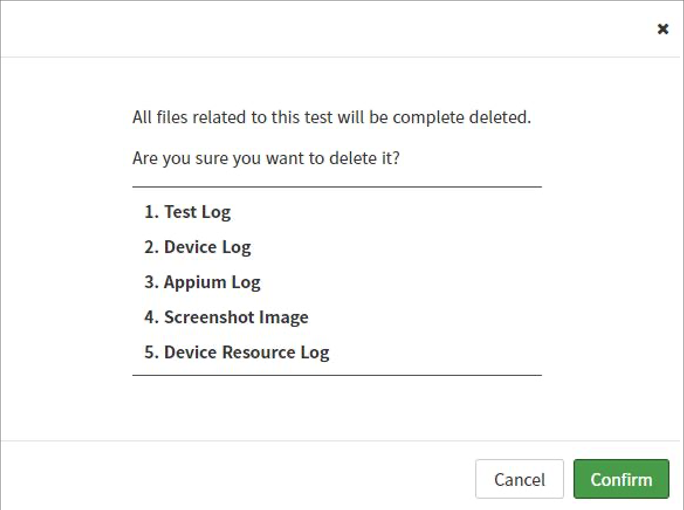 All files related to this test will be complete deleted.
Are you sure you want to delete it?
1. Test Log
2. Device Log
3. Appium Log
4. Screenshot Image
5. Device Resource Log
Cancel Confirm